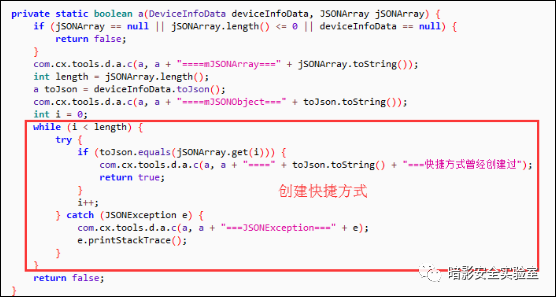 private static boolean a(DeviceInfoData deviceInfoData, JSONArray jSONArray) {
if (jSONArray == null || jSONArray.length() <= 0 || deviceInfoData == null) {
return false;
}
com.cx.tools.d.a.c(a, a + "====mJSONArray===" + jSONArray.toString());
int length = jSONArray.length();
a toJson = deviceInfoData.toJson();
com.cx.tools.d.a.c(a, a + "====mJSONObject===" + toJson.toString());
int i = 0;
while (i < length) {
try {
if (toJson.equals(jSONArray.get(i))) {
com.cx.tools.d.a.c(a, a + "====" + toJson.toString() + "===快捷方式曾经创建过");
return true;
}
创建快捷方式
i++;
} catch (JSONException e) {
com.cx.tools.d.a.c(a, a + "===JSONException===" + e);
e.printStackTrace();
}
}
return false;
}
暗影安全实验室